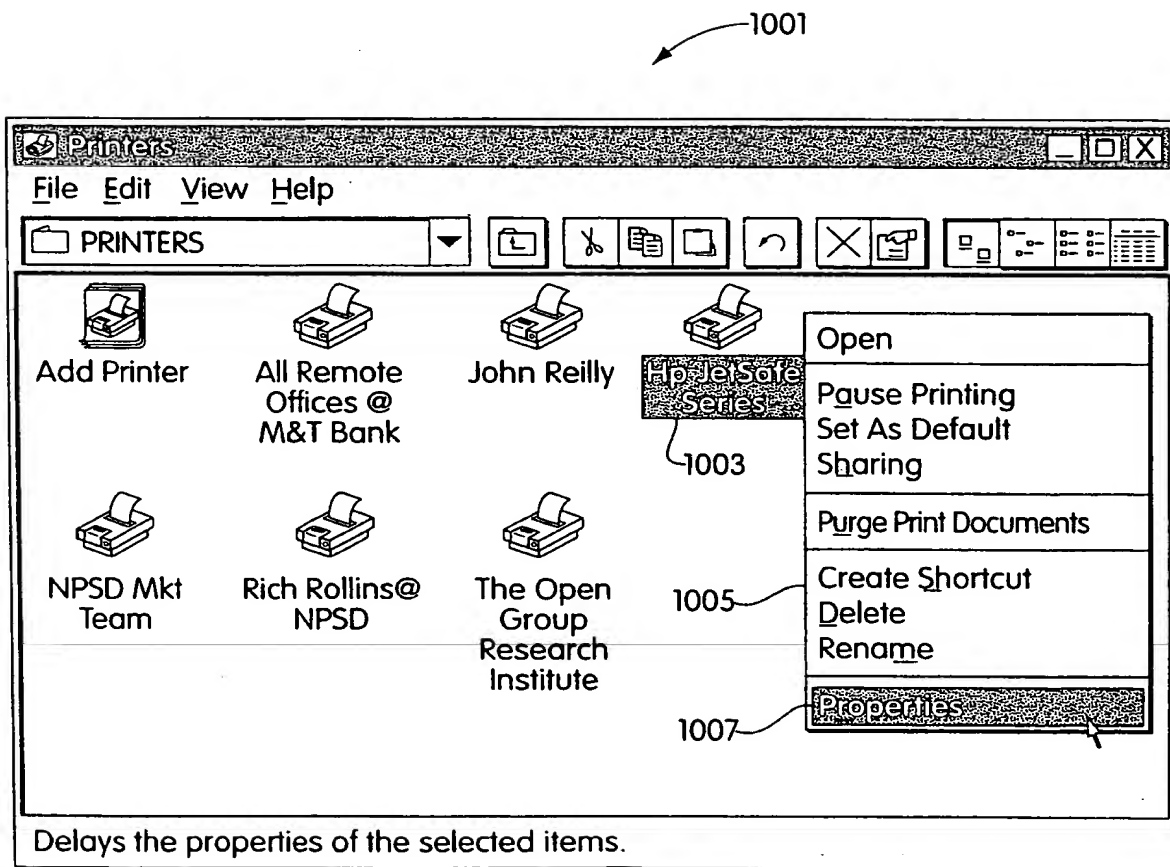 1001
Printers
File Edit View Help
PRINTERS
Add Printer
All Remote
Offices @
M&T Bank
John Reilly
Hp JetSafe
Series
1003
NPSD Mkt
Team
Rich Rollins@
NPSD
The Open
Group
Research
Institute
Open
Pause Printing
Set As Default
Sharing
Purge Print Documents
1005
Create Shortcut
Delete
Rename
1007
Properties
Delays the properties of the selected items.